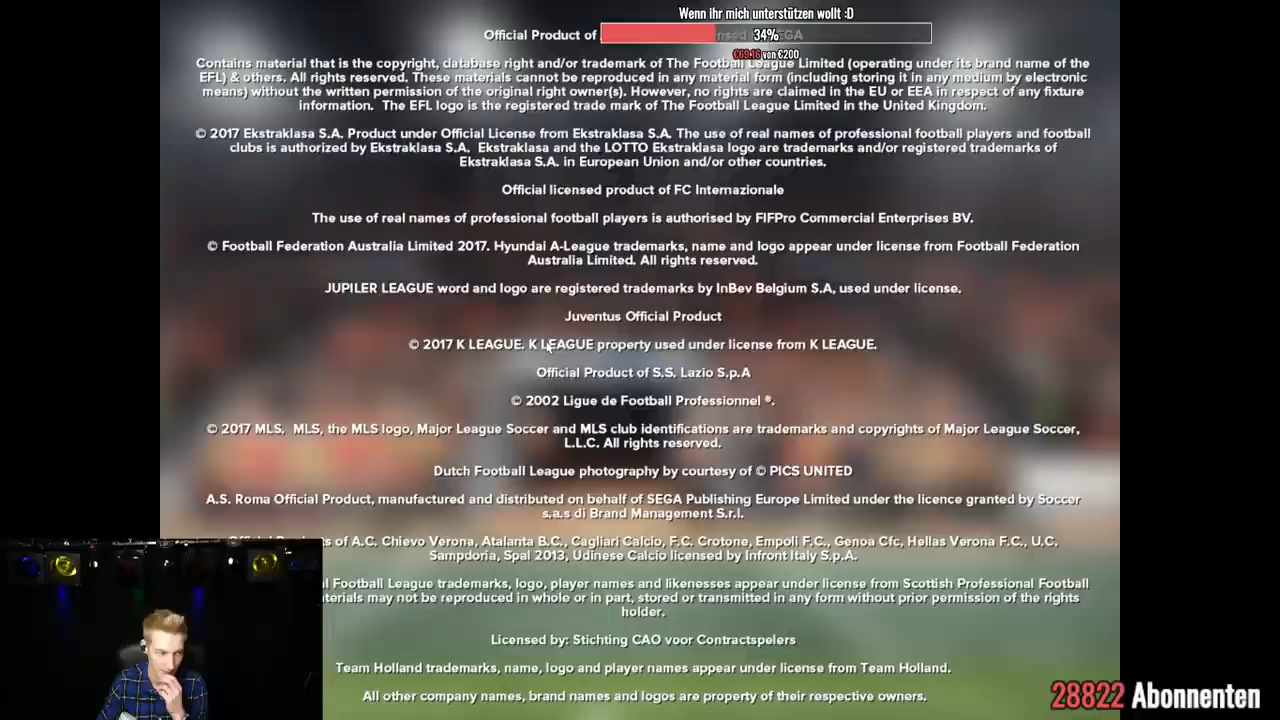 Wenn ihr mich unterstützen wollt :D
Official Product of nsed EGA
34%
€69.16 von €200
Contains material that is the copyright, database right and/or trademark of The Football League Limited (operating under its brand name of the
EFL) & others. All rights reserved. These materials cannot be reproduced in any material form (including storing it in any medium by electronic
means) without the written permission of the original right owner(s). However, no rights are claimed in the EU or EEA in respect of any fixture
information. The EFL logo is the registered trade mark of The Football League Limited in the United Kingdom.
© 2017 Ekstraklasa S.A. Product under Official License from Ekstraklasa S.A. The use of real names of professional football players and football
clubs is authorized by Ekstraklasa S.A. Ekstraklasa and the LOTTO Ekstraklasa logo are trademarks and/or registered trademarks of
Ekstraklasa S.A. in European Union and/or other countries.
Official licensed product of FC Internazionale
The use of real names of professional football players is authorised by FIFPro Commercial Enterprises BV.
© Football Federation Australia Limited 2017. Hyundai A-League trademarks, name and logo appear under license from Football Federation
Australia Limited. All rights reserved.
JUPILER LEAGUE word and logo are registered trademarks by InBev Belgium S.A, used under license.
Juventus Official Product
© 2017 K LEAGUE. K LEAGUE property used under license from K LEAGUE.
Official Product of S.S. Lazio S.p.A
© 2002 Ligue de Football Professionnel ®.
© 2017 MLS. MLS, the MLS logo, Major League Soccer and MLS club identifications are trademarks and copyrights of Major League Soccer,
L.L.C. All rights reserved.
Dutch Football League photography by courtesy of © PICS UNITED
A.S. Roma Official Product, manufactured and distributed on behalf of SEGA Publishing Europe Limited under the licence granted by Soccer
s.a.s di Brand Management S.r.l.
of A.C. Chievo Verona, Atalanta B.C., Cagliari Calcio, F.C. Crotone, Empoli F.C., Genoa Cfc, Hellas Verona F.C., U.C.
Sampdoria, Spal 2013, Udinese Calcio licensed by Infront Italy S.p.A.
l Football League trademarks, logo, player names and likenesses appear under license from Scottish Professional Football
terials may not be reproduced in whole or in part, stored or transmitted in any form without prior permission of the rights
holder.
Licensed by: Stichting CAO voor Contractspelers
Team Holland trademarks, name, logo and player names appear under license from Team Holland.
All other company names, brand names and logos are property of their respective owners.
28822 Abonnenten